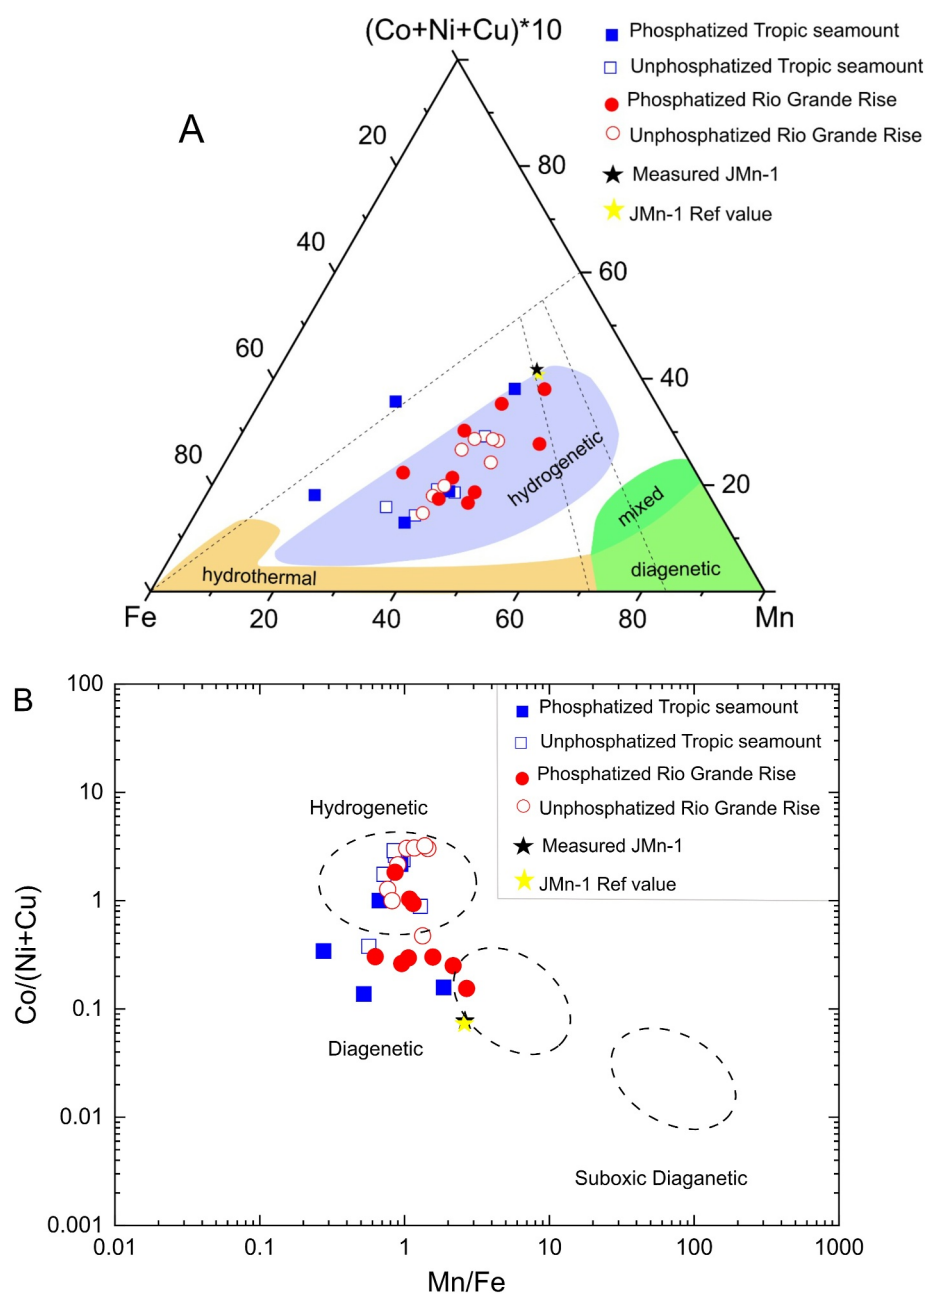 (Co+Ni+Cu)*10
Phosphatized Tropic seamount
Unphosphatized Tropic seamount
Phosphatized Rio Grande Rise
Unphosphatized Rio Grande Rise
Measured JMn-1
JMn-1 Ref value
A
20
40
60
80
80
60
40
20
hydrogenetic
mixed
hydrothermal
diagenetic
Fe
20
40
60
80
Mn
B
100
10
1
0.1
0.01
0.001
Co/(Ni+Cu)
Phosphatized Tropic seamount
Unphosphatized Tropic seamount
Phosphatized Rio Grande Rise
Unphosphatized Rio Grande Rise
Measured JMn-1
JMn-1 Ref value
Hydrogenetic
Diagenetic
Suboxic Diaganetic
0.01
0.1
1
10
100
1000
Mn/Fe